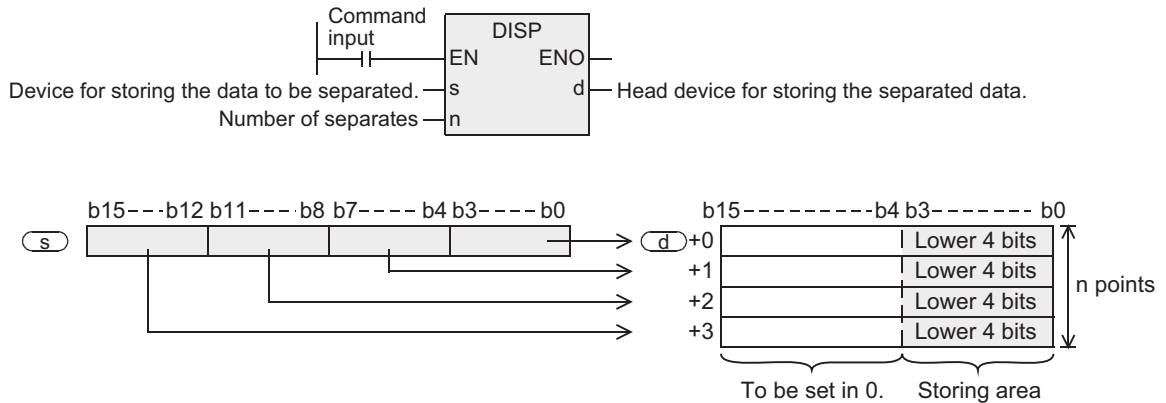 Command
input
DISP
EN ENO
Device for storing the data to be separated. s d Head device for storing the separated data.
Number of separates n
b15---b12 b11----b8 b7-----b4 b3-----b0 b15-----------b4 b3-------b0
s d +0 Lower 4 bits
+1 Lower 4 bits
n points
+2 Lower 4 bits
+3 Lower 4 bits
To be set in 0. Storing area